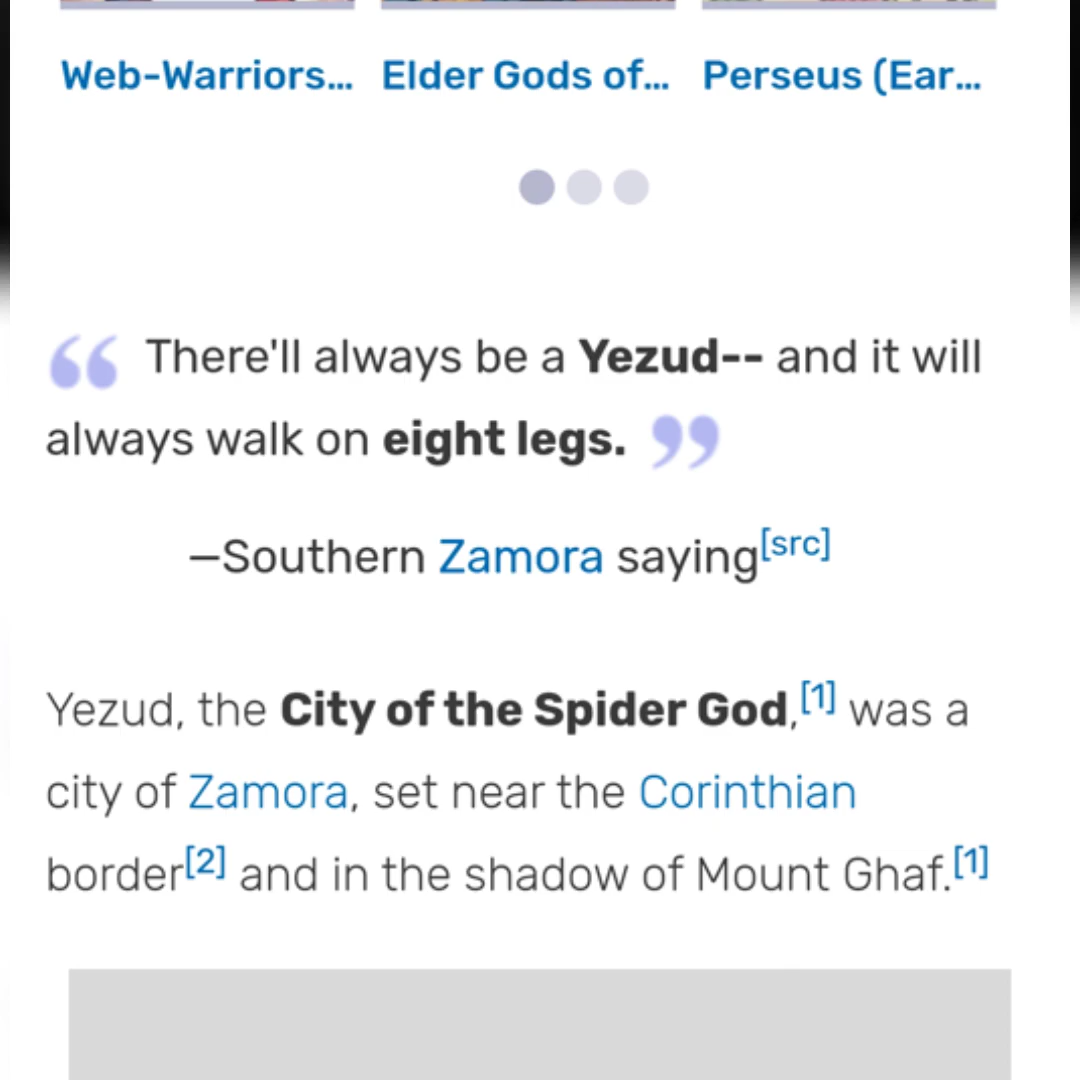 Web-Warriors... Elder Gods of... Perseus (Ear...
“ There'll always be a Yezud-- and it will
always walk on eight legs. ”
—Southern Zamora saying[src]
Yezud, the City of the Spider God,[1] was a
city of Zamora, set near the Corinthian
border[2] and in the shadow of Mount Ghaf.[1]